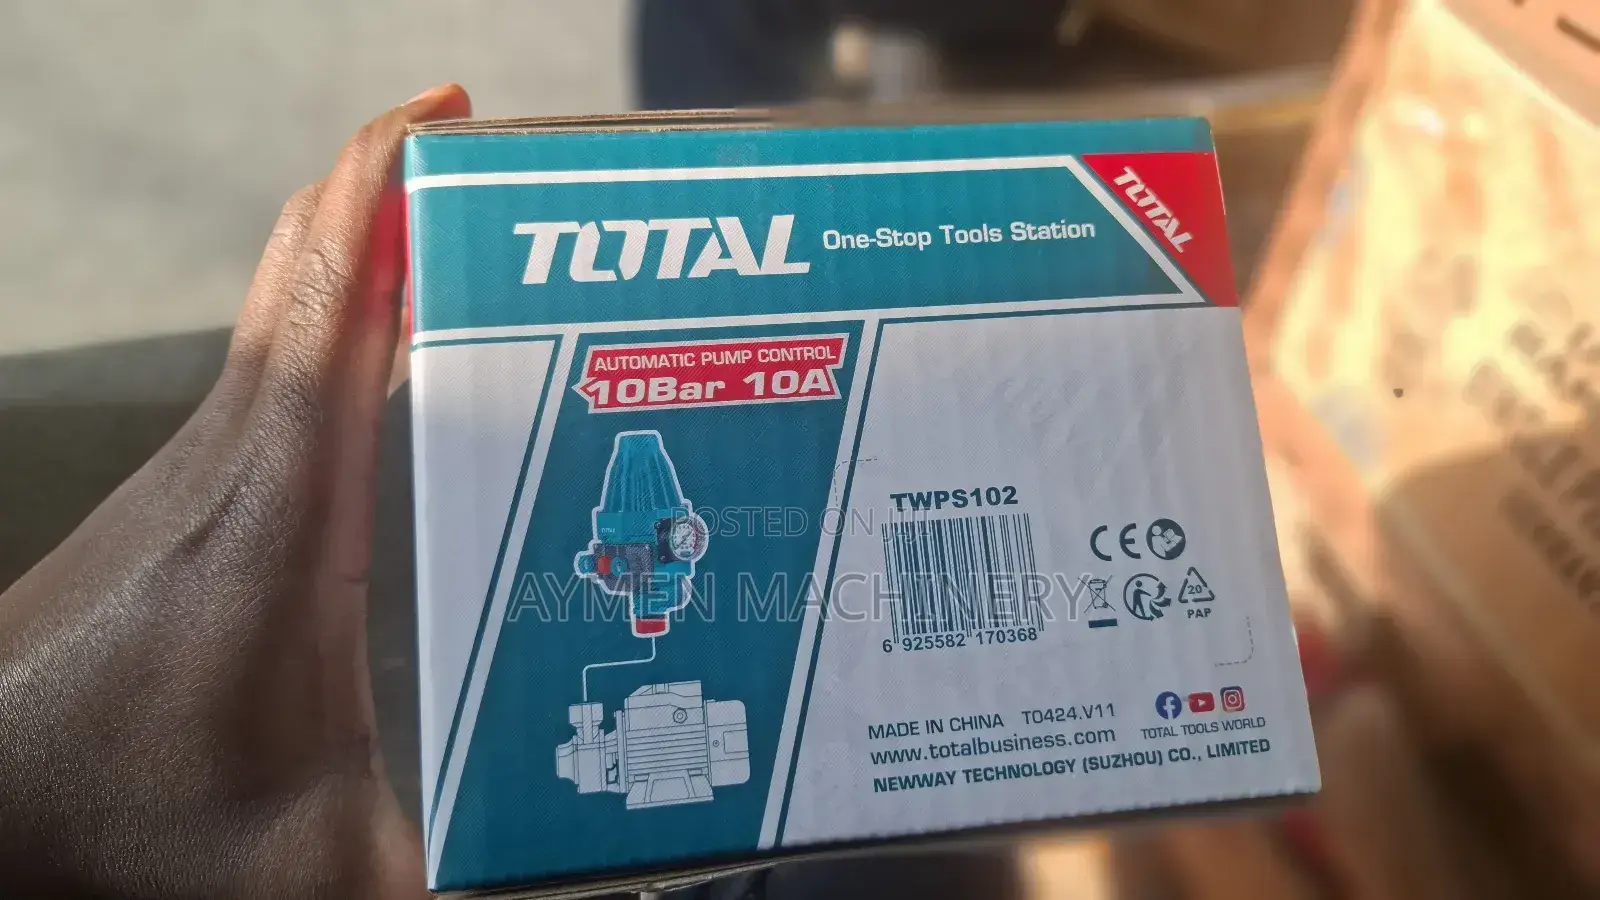 TOTAL One-Stop Tools Station
TOTAL
AUTOMATIC PUMP CONTROL
10Bar 10A
TWPS102
POSTED ON Jiji
AYMEN MACHINERY
6 925582 170368
20
PAP
MADE IN CHINA T0424.V11
www.totalbusiness.com
TOTAL TOOLS WORLD
NEWWAY TECHNOLOGY (SUZHOU) CO., LIMITED